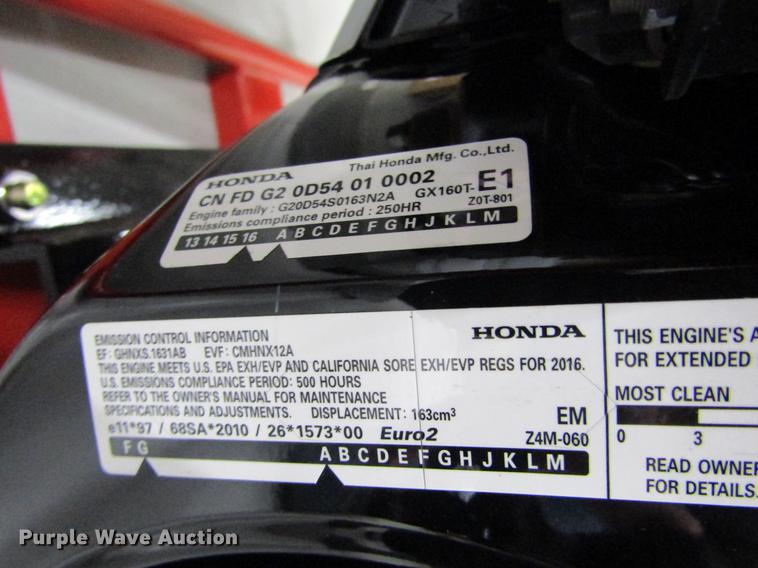 Thai Honda Mfg. Co.,Ltd.
HONDA
CN FD G2 0D54 01 0002
GX160T- E1
Engine family : G20D54S0163N2A
Z0T-801
Emissions compliance period : 250HR
13 14 15 16 A B C D E F G H J K L M
EMISSION CONTROL INFORMATION
HONDA
EF: GHNXS.1631AB EVF: CMHNX12A
THIS ENGINE MEETS U.S. EPA EXH/EVP AND CALIFORNIA SORE EXH/EVP REGS FOR 2016.
U.S. EMISSIONS COMPLIANCE PERIOD: 500 HOURS
REFER TO THE OWNER'S MANUAL FOR MAINTENANCE
SPECIFICATIONS AND ADJUSTMENTS. DISPLACEMENT: 163cm³
EM
e11*97 / 68SA*2010 / 26*1573*00 Euro2
Z4M-060
F G A B C D E F G H J K L M
THIS ENGINE'S A
FOR EXTENDED
MOST CLEAN
0 3
READ OWNE
FOR DETAILS.
Purple Wave Auction